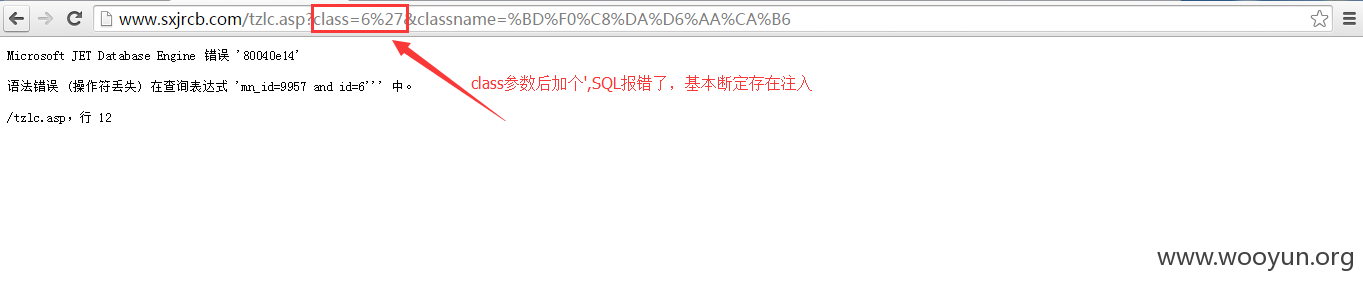 www.sxjrcb.com/tzlc.asp?class=6%27&classname=%BD%F0%C8%DA%D6%AA%CA%B6
Microsoft JET Database Engine 错误 '80040e14'
语法错误 (操作符丢失) 在查询表达式 'mn_id=9957 and id=6''' 中。
class参数后加个',SQL报错了，基本断定存在注入
/tzlc.asp，行 12
www.wooyun.org